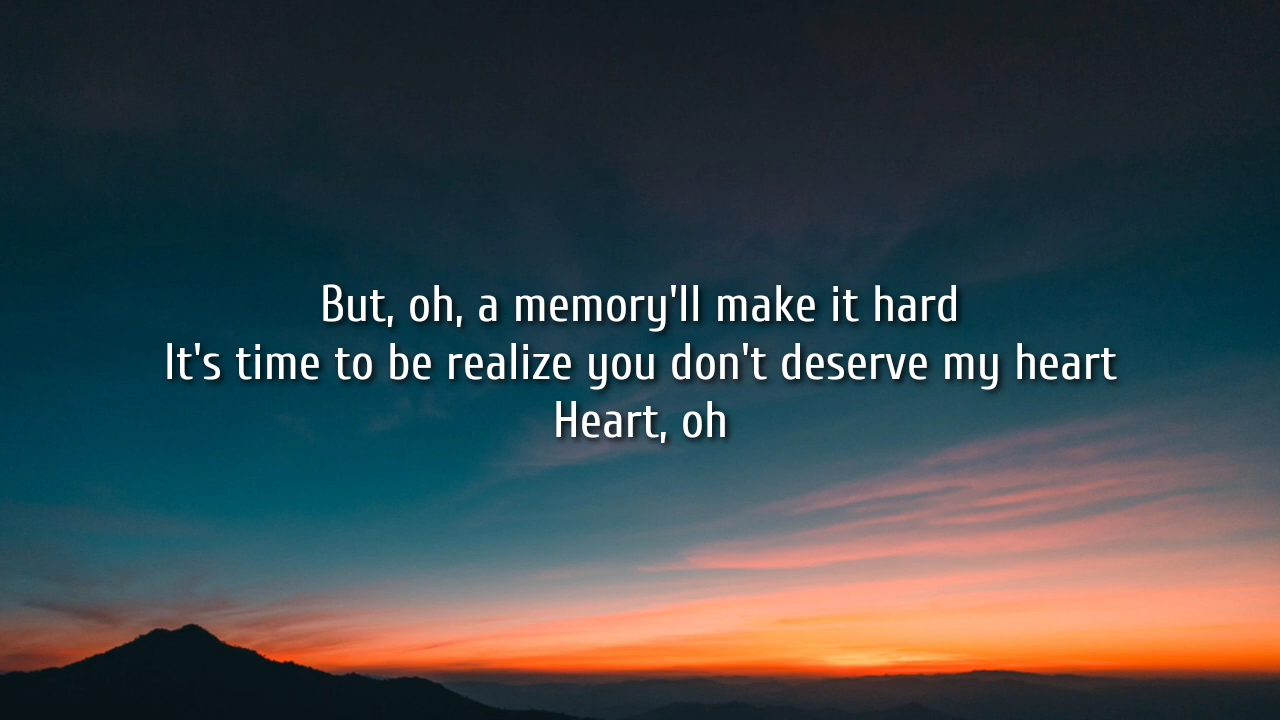 But, oh, a memory'll make it hard
It's time to be realize you don't deserve my heart
Heart, oh